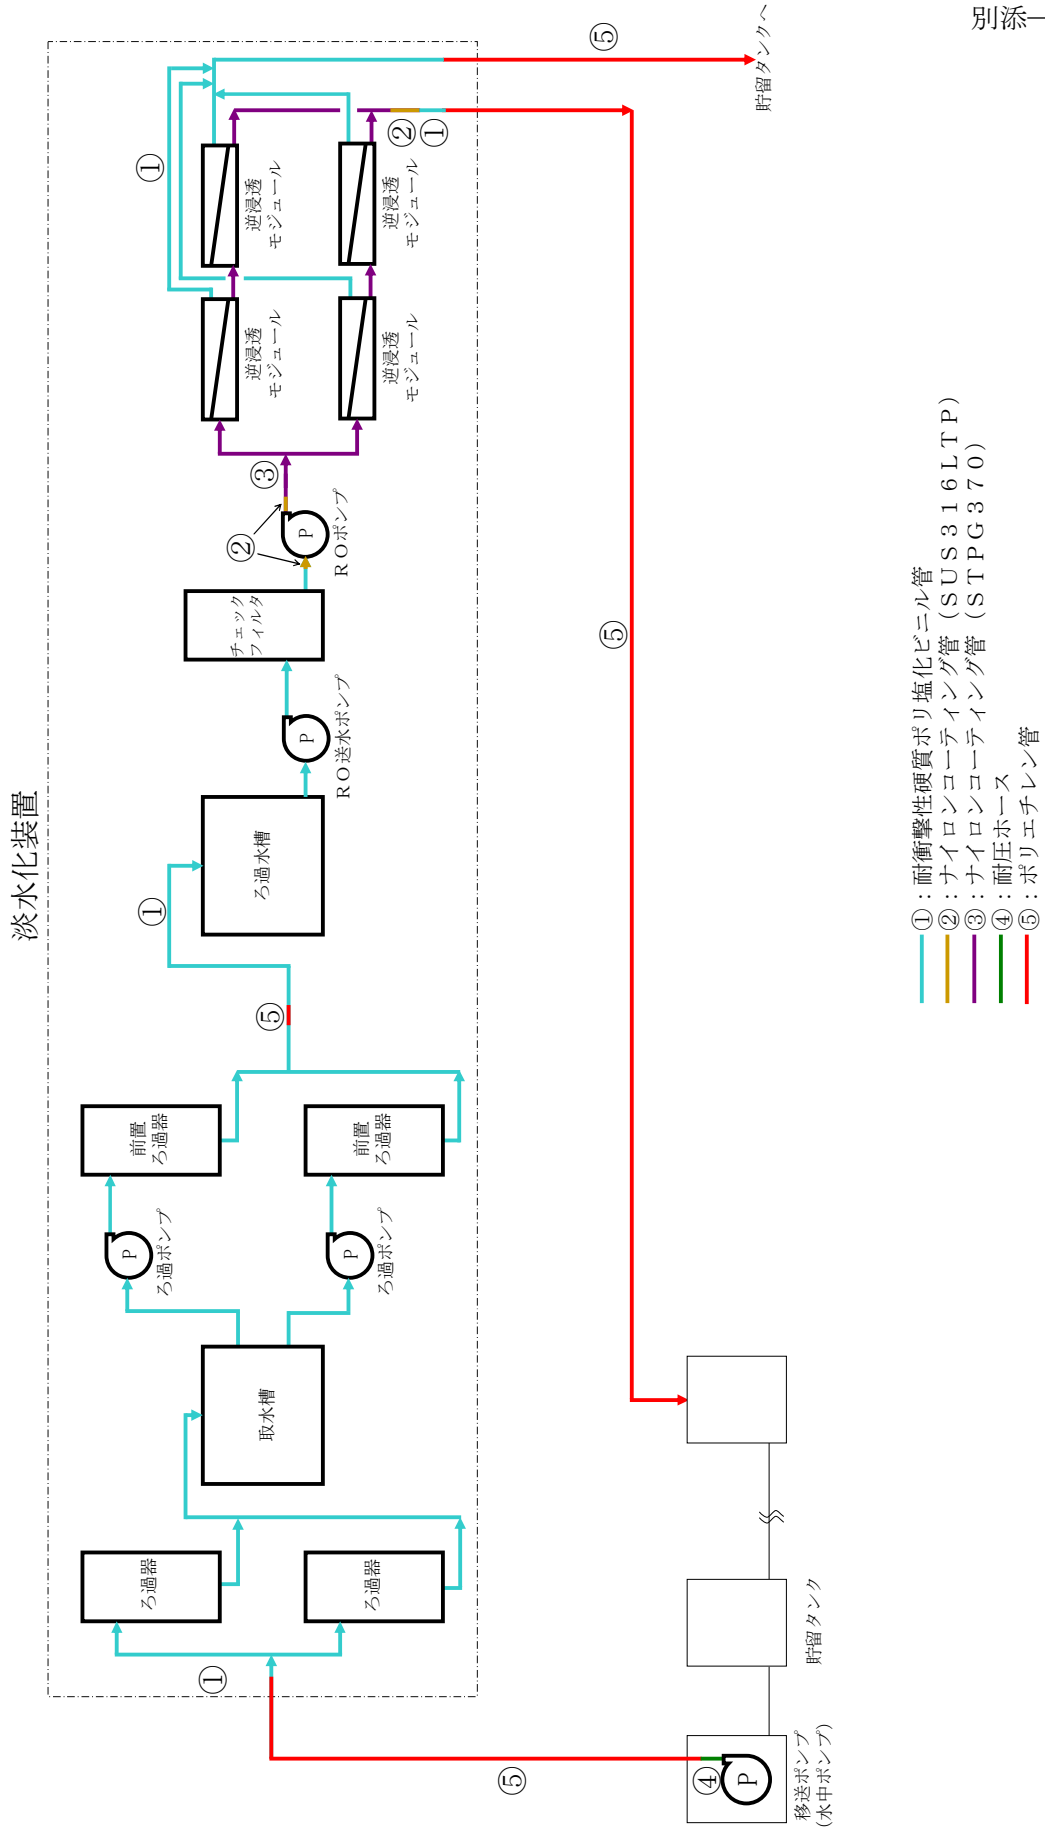 別添一
淡水化装置
①
ろ過器
ろ過器
取水槽
P
ろ過ポンプ
P
ろ過ポンプ
前置
ろ過器
前置
ろ過器
⑤
①
ろ過水槽
P
RO送水ポンプ
チェック
フィルタ
②
P
ROポンプ
③
逆浸透
モジュール
逆浸透
モジュール
①
逆浸透
モジュール
逆浸透
モジュール
②
①
⑤
貯留タンクへ
⑤
⑤
④
P
移送ポンプ
(水中ポンプ)
貯留タンク
①:耐衝撃性硬質ポリ塩化ビニル管
②:ナイロンコーティング管(SUS316LTP)
③:ナイロンコーティング管(STPG370)
④:耐圧ホース
⑤:ポリエチレン管